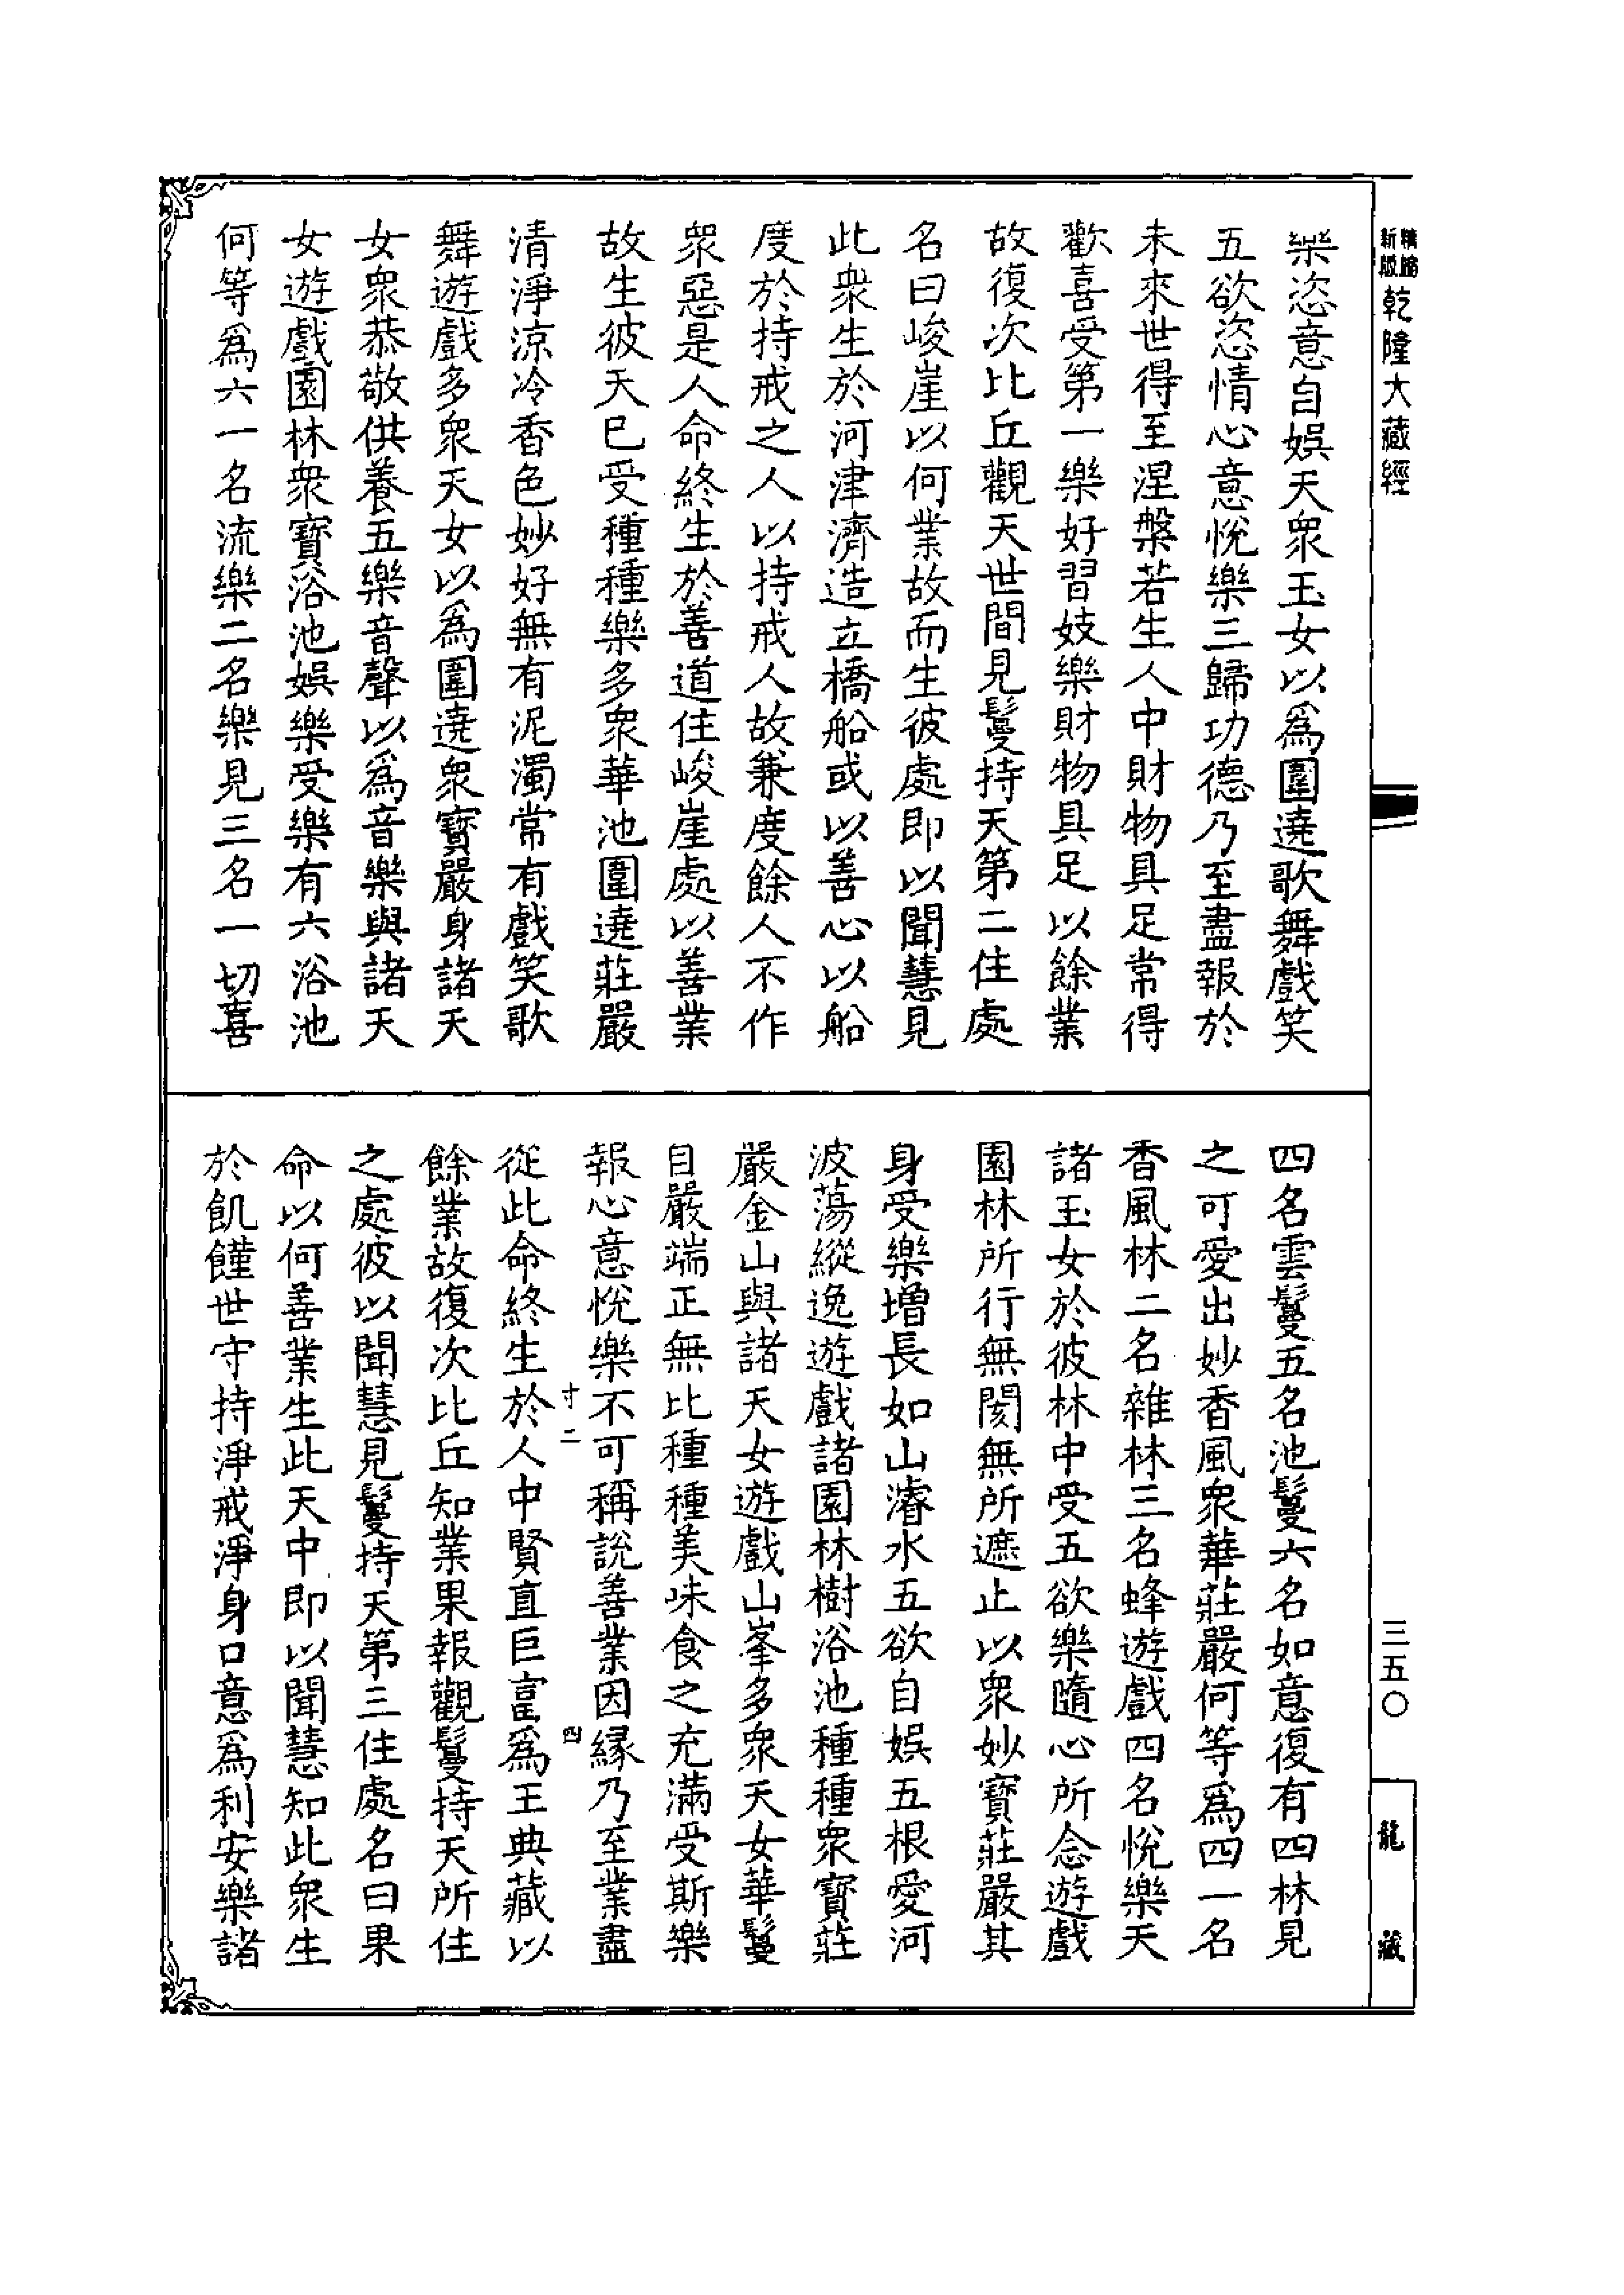 新版
精縮
乾隆大藏經
樂恣意自娛天衆玉女以爲圍遶歌舞戲笑
五欲恣情心意悅樂三歸功德乃至盡報於
未來世得至涅槃若生人中財物具足常得
歡喜受第一樂好習妓樂財物具足以餘業
故復次比丘觀天世間見鬘持天第二住處
名曰峻崖以何業故而生彼處即以聞慧見
此衆生於河津濟造立橋船或以善心以船
度於持戒之人以持戒人故兼度餘人不作
衆惡是人命終生於善道住峻崖處以善業
故生彼天已受種種樂多衆華池圍遶莊嚴
清淨涼冷香色妙好無有泥濁常有戲笑歌
舞遊戲多衆天女以爲圍遶衆寶嚴身諸天
女衆恭敬供養五樂音聲以爲音樂與諸天
女遊戲園林衆寶浴池娛樂受樂有六浴池
何等爲六一名流樂二名樂見三名一切喜
四名雲鬘五名池鬘六名如意復有四林見
之可愛出妙香風衆華莊嚴何等爲四一名
香風林二名雜林三名蜂遊戲四名悅樂天
諸玉女於彼林中受五欲樂隨心所念遊戲
園林所行無閡無所遮止以衆妙寶莊嚴其
身受樂增長如山濬水五欲自娛五根愛河
波蕩縱逸遊戲諸園林樹浴池種種衆寶莊
嚴金山與諸天女遊戲山峯多衆天女華鬘
自嚴端正無比種種美味食之充滿受斯樂
報心意悅樂不可稱說善業因緣乃至業盡
寸二
四
從此命終生於人中賢直巨富爲王典藏以
餘業故復次比丘知業果報觀鬘持天所住
之處彼以聞慧見鬘持天第三住處名曰果
命以何善業生此天中即以聞慧知此衆生
於飢饉世守持淨戒淨身口意爲利安樂諸
三五〇
龍藏